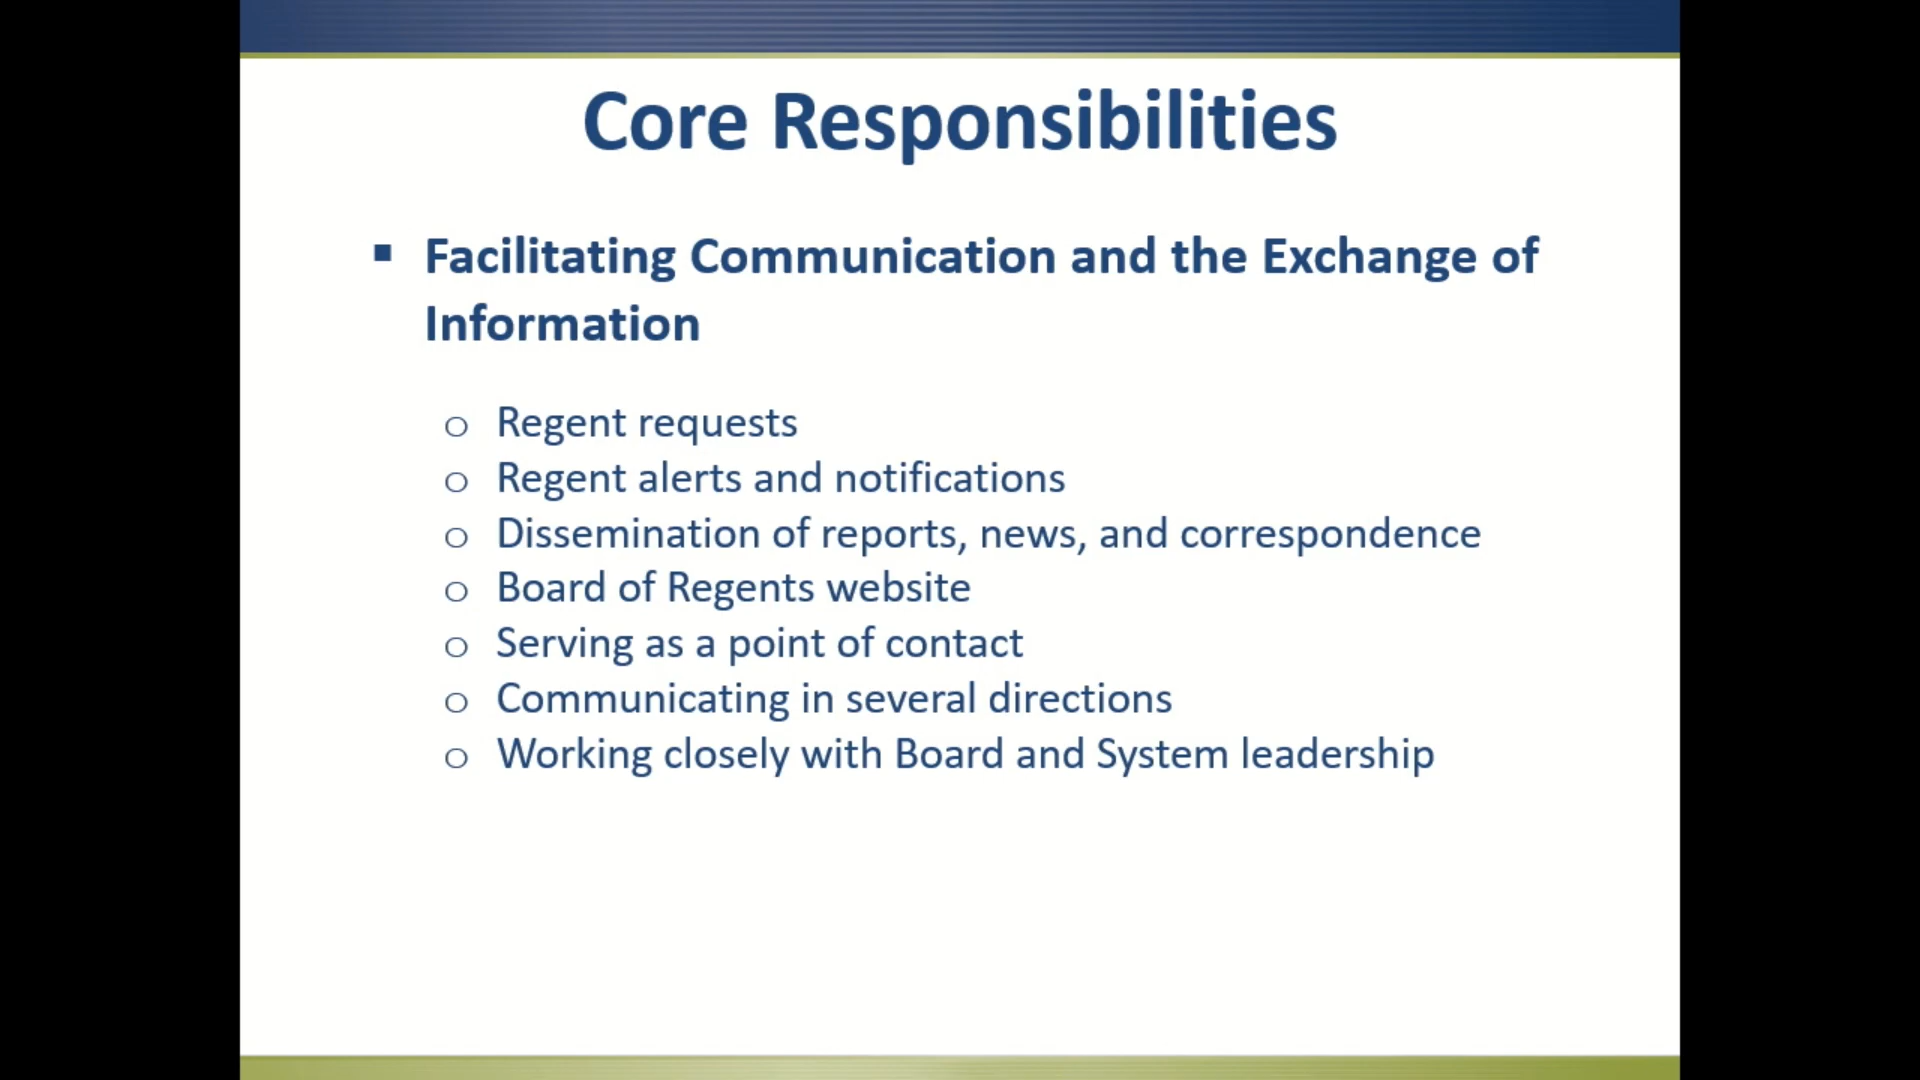 Core Responsibilities
▪ Facilitating Communication and the Exchange of
Information
o Regent requests
o Regent alerts and notifications
o Dissemination of reports, news, and correspondence
o Board of Regents website
o Serving as a point of contact
o Communicating in several directions
o Working closely with Board and System leadership